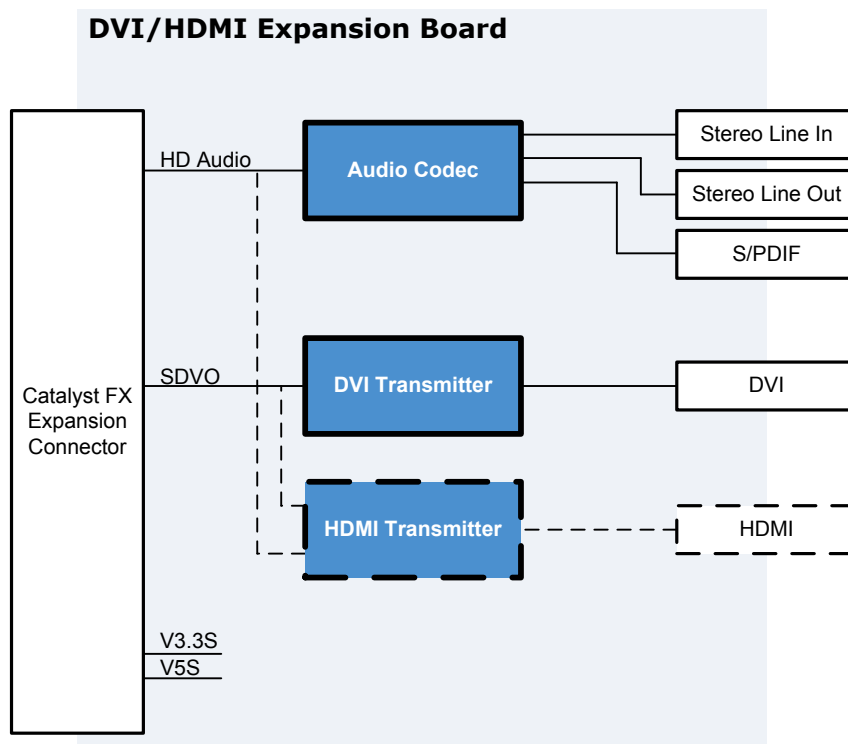 DVI/HDMI Expansion Board
HD Audio
Audio Codec
Stereo Line In
Stereo Line Out
S/PDIF
Catalyst FX
Expansion
Connector
SDVO
DVI Transmitter
DVI
HDMI Transmitter
HDMI
V3.3S
V5S